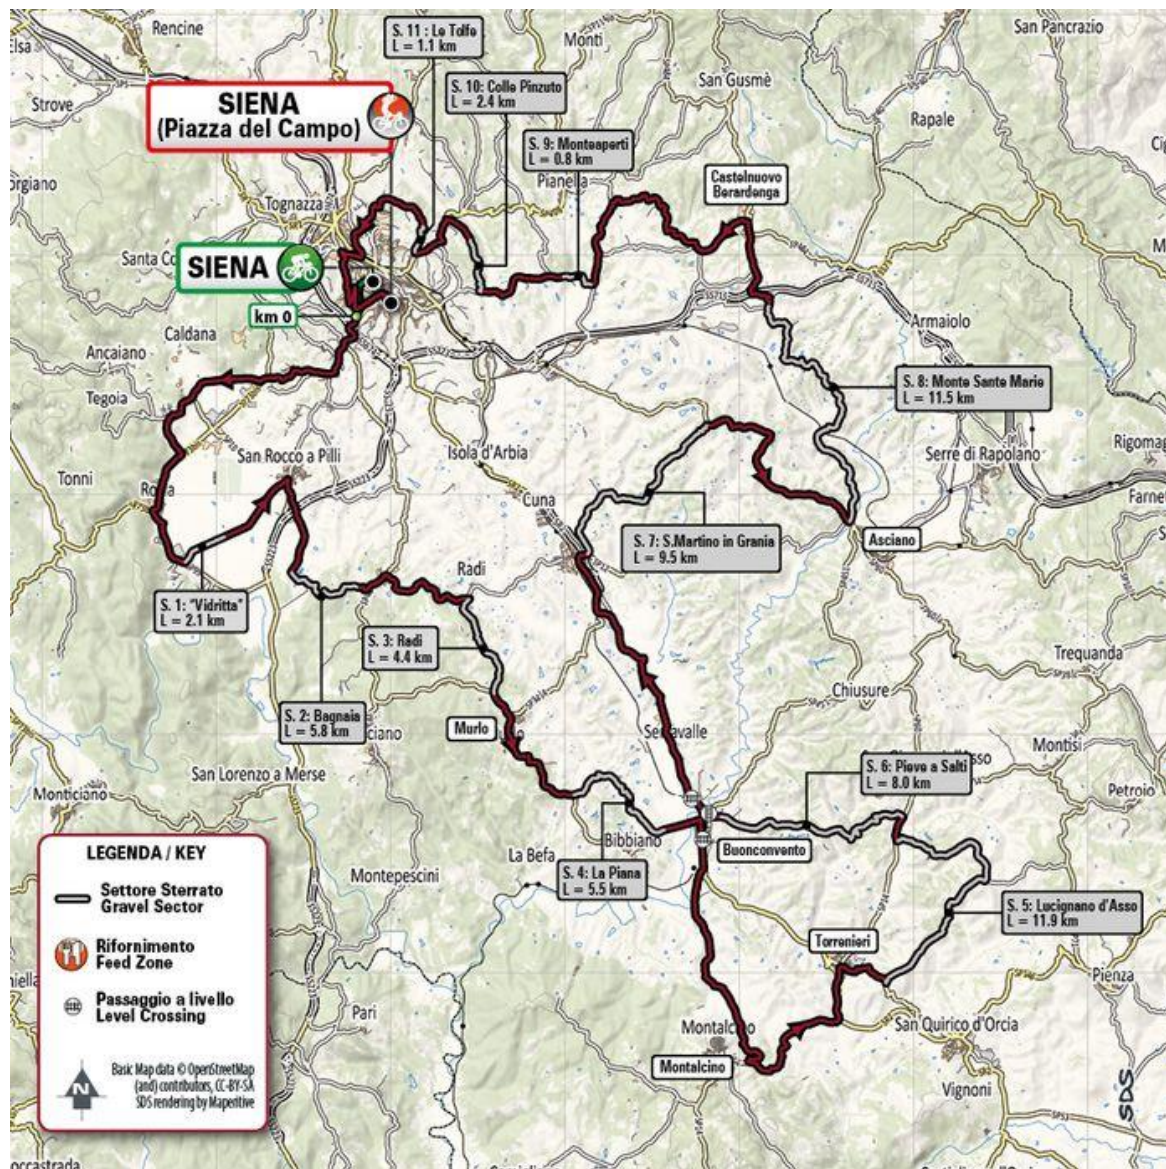 Rencine
Elsa
Strove
S. 11 : Le Tolfe
L = 1.1 km
Monti
San Pancrazio
S. 10: Colle Pinzuto
L = 2.4 km
San Gusmè
Rapale
SIENA
(Piazza del Campo)
S. 9: Monteaperti
L = 0.8 km
Pianella
Castelnuovo
Berardenga
Tognazza
SIENA
km 0
Caldana
Ancaiano
Tegoia
Armaiolo
S. 8: Monte Sante Marie
L = 11.5 km
San Rocco a Pilli
Isola d'Arbia
Serre di Rapolano
Tonni
Cuna
S. 7: S.Martino in Grania
L = 9.5 km
Asciano
Radi
S. 1: "Vidritta"
L = 2.1 km
S. 3: Radi
L = 4.4 km
Trequanda
Chiusure
S. 2: Bagnaia
L = 5.8 km
Murlo
ciano
San Lorenzo a Merse
Monticiano
S. 6: Pieve a Salti
L = 8.0 km
Montisi
Petroio
Bibbiano
Buonconvento
La Befa
S. 4: La Piana
L = 5.5 km
Montepescini
S. 5: Lucignano d'Asso
L = 11.9 km
Torrenieri
Pienza
Pari
Montalcino
Montalcino
San Quirico d'Orcia
Vignoni
LEGENDA / KEY
Settore Sterrato
Gravel Sector
Rifornimento
Feed Zone
Passaggio a livello
Level Crossing
N
Basic Map data © OpenStreetMap
(and) contributors, CC-BY-SA
SDS rendering by Maperitive
SDS